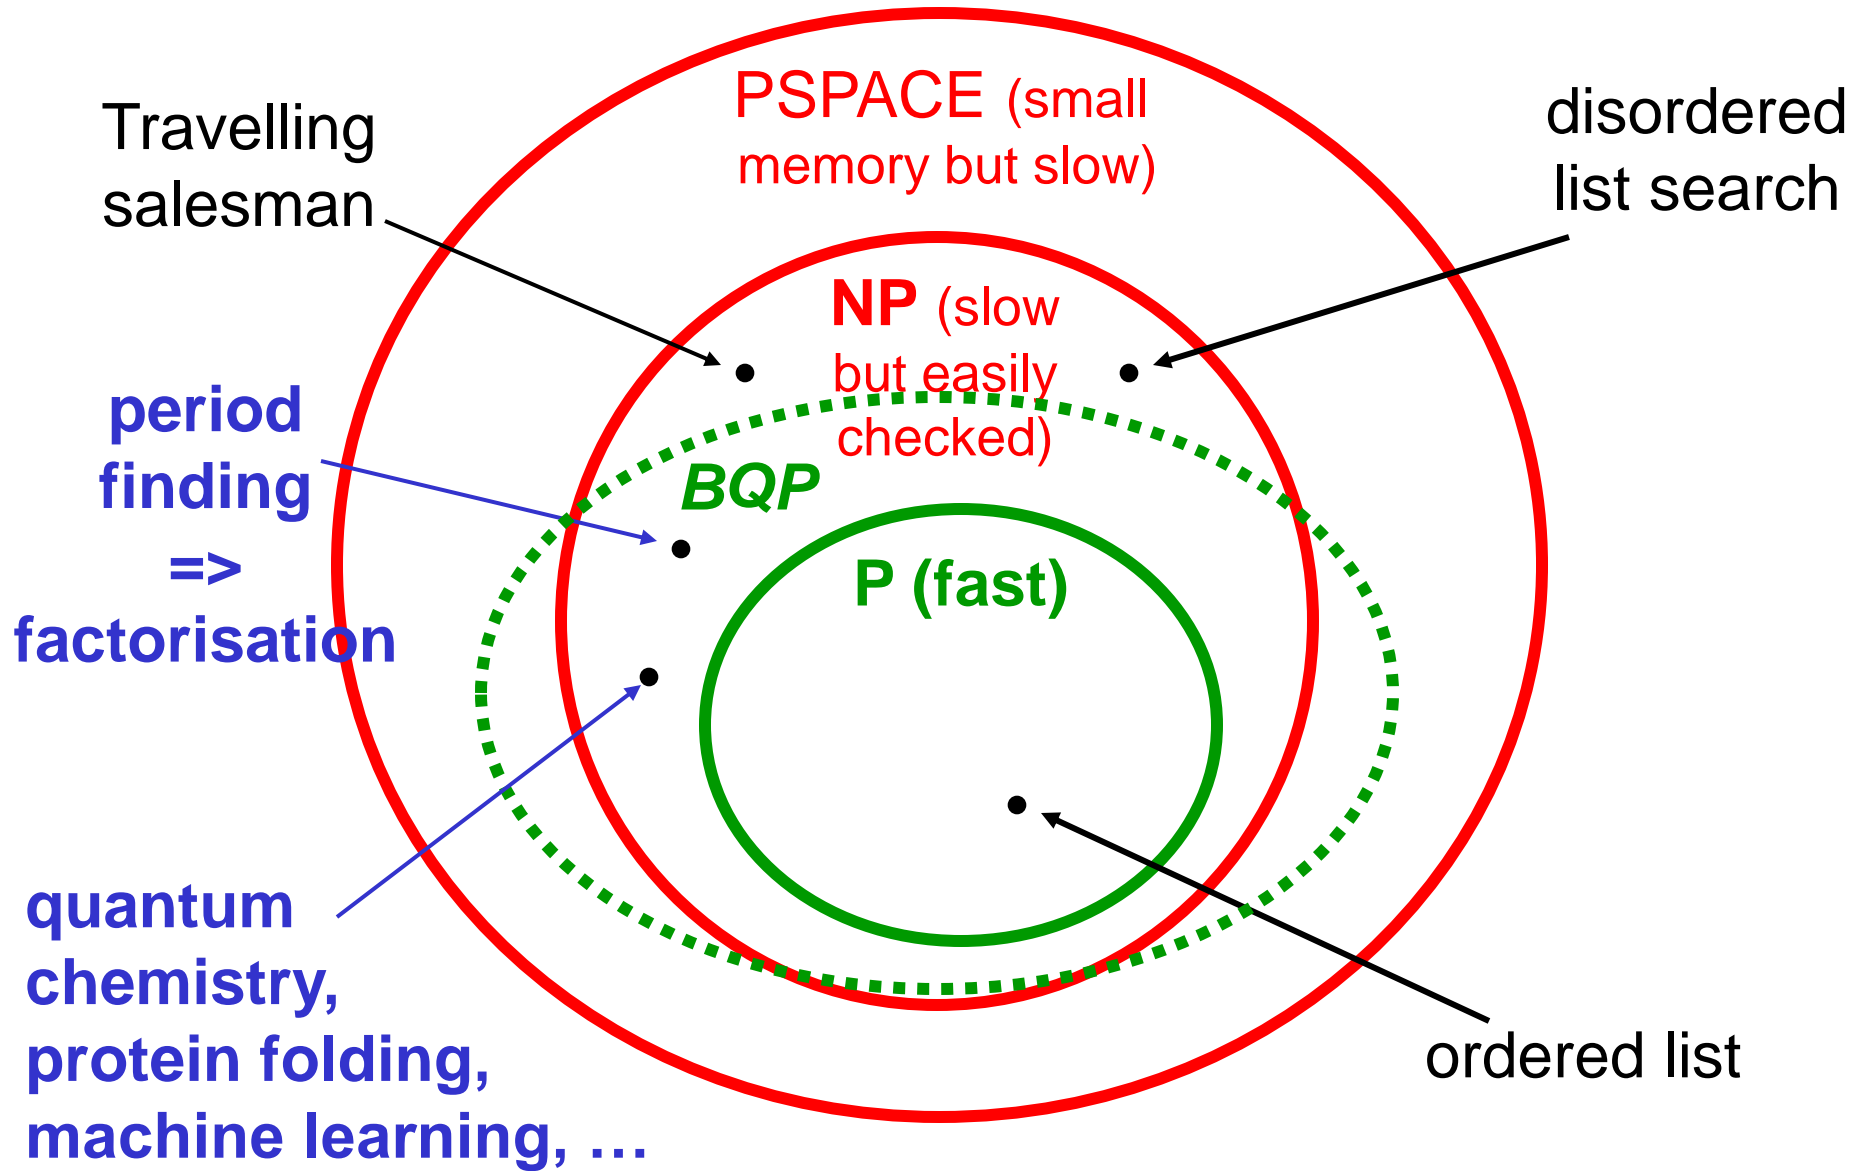 PSPACE (small
memory but slow)
Travelling
salesman
disordered
list search
NP (slow
but easily
checked)
period
finding
=>
factorisation
BQP
P (fast)
quantum
chemistry,
protein folding,
machine learning, …
ordered list